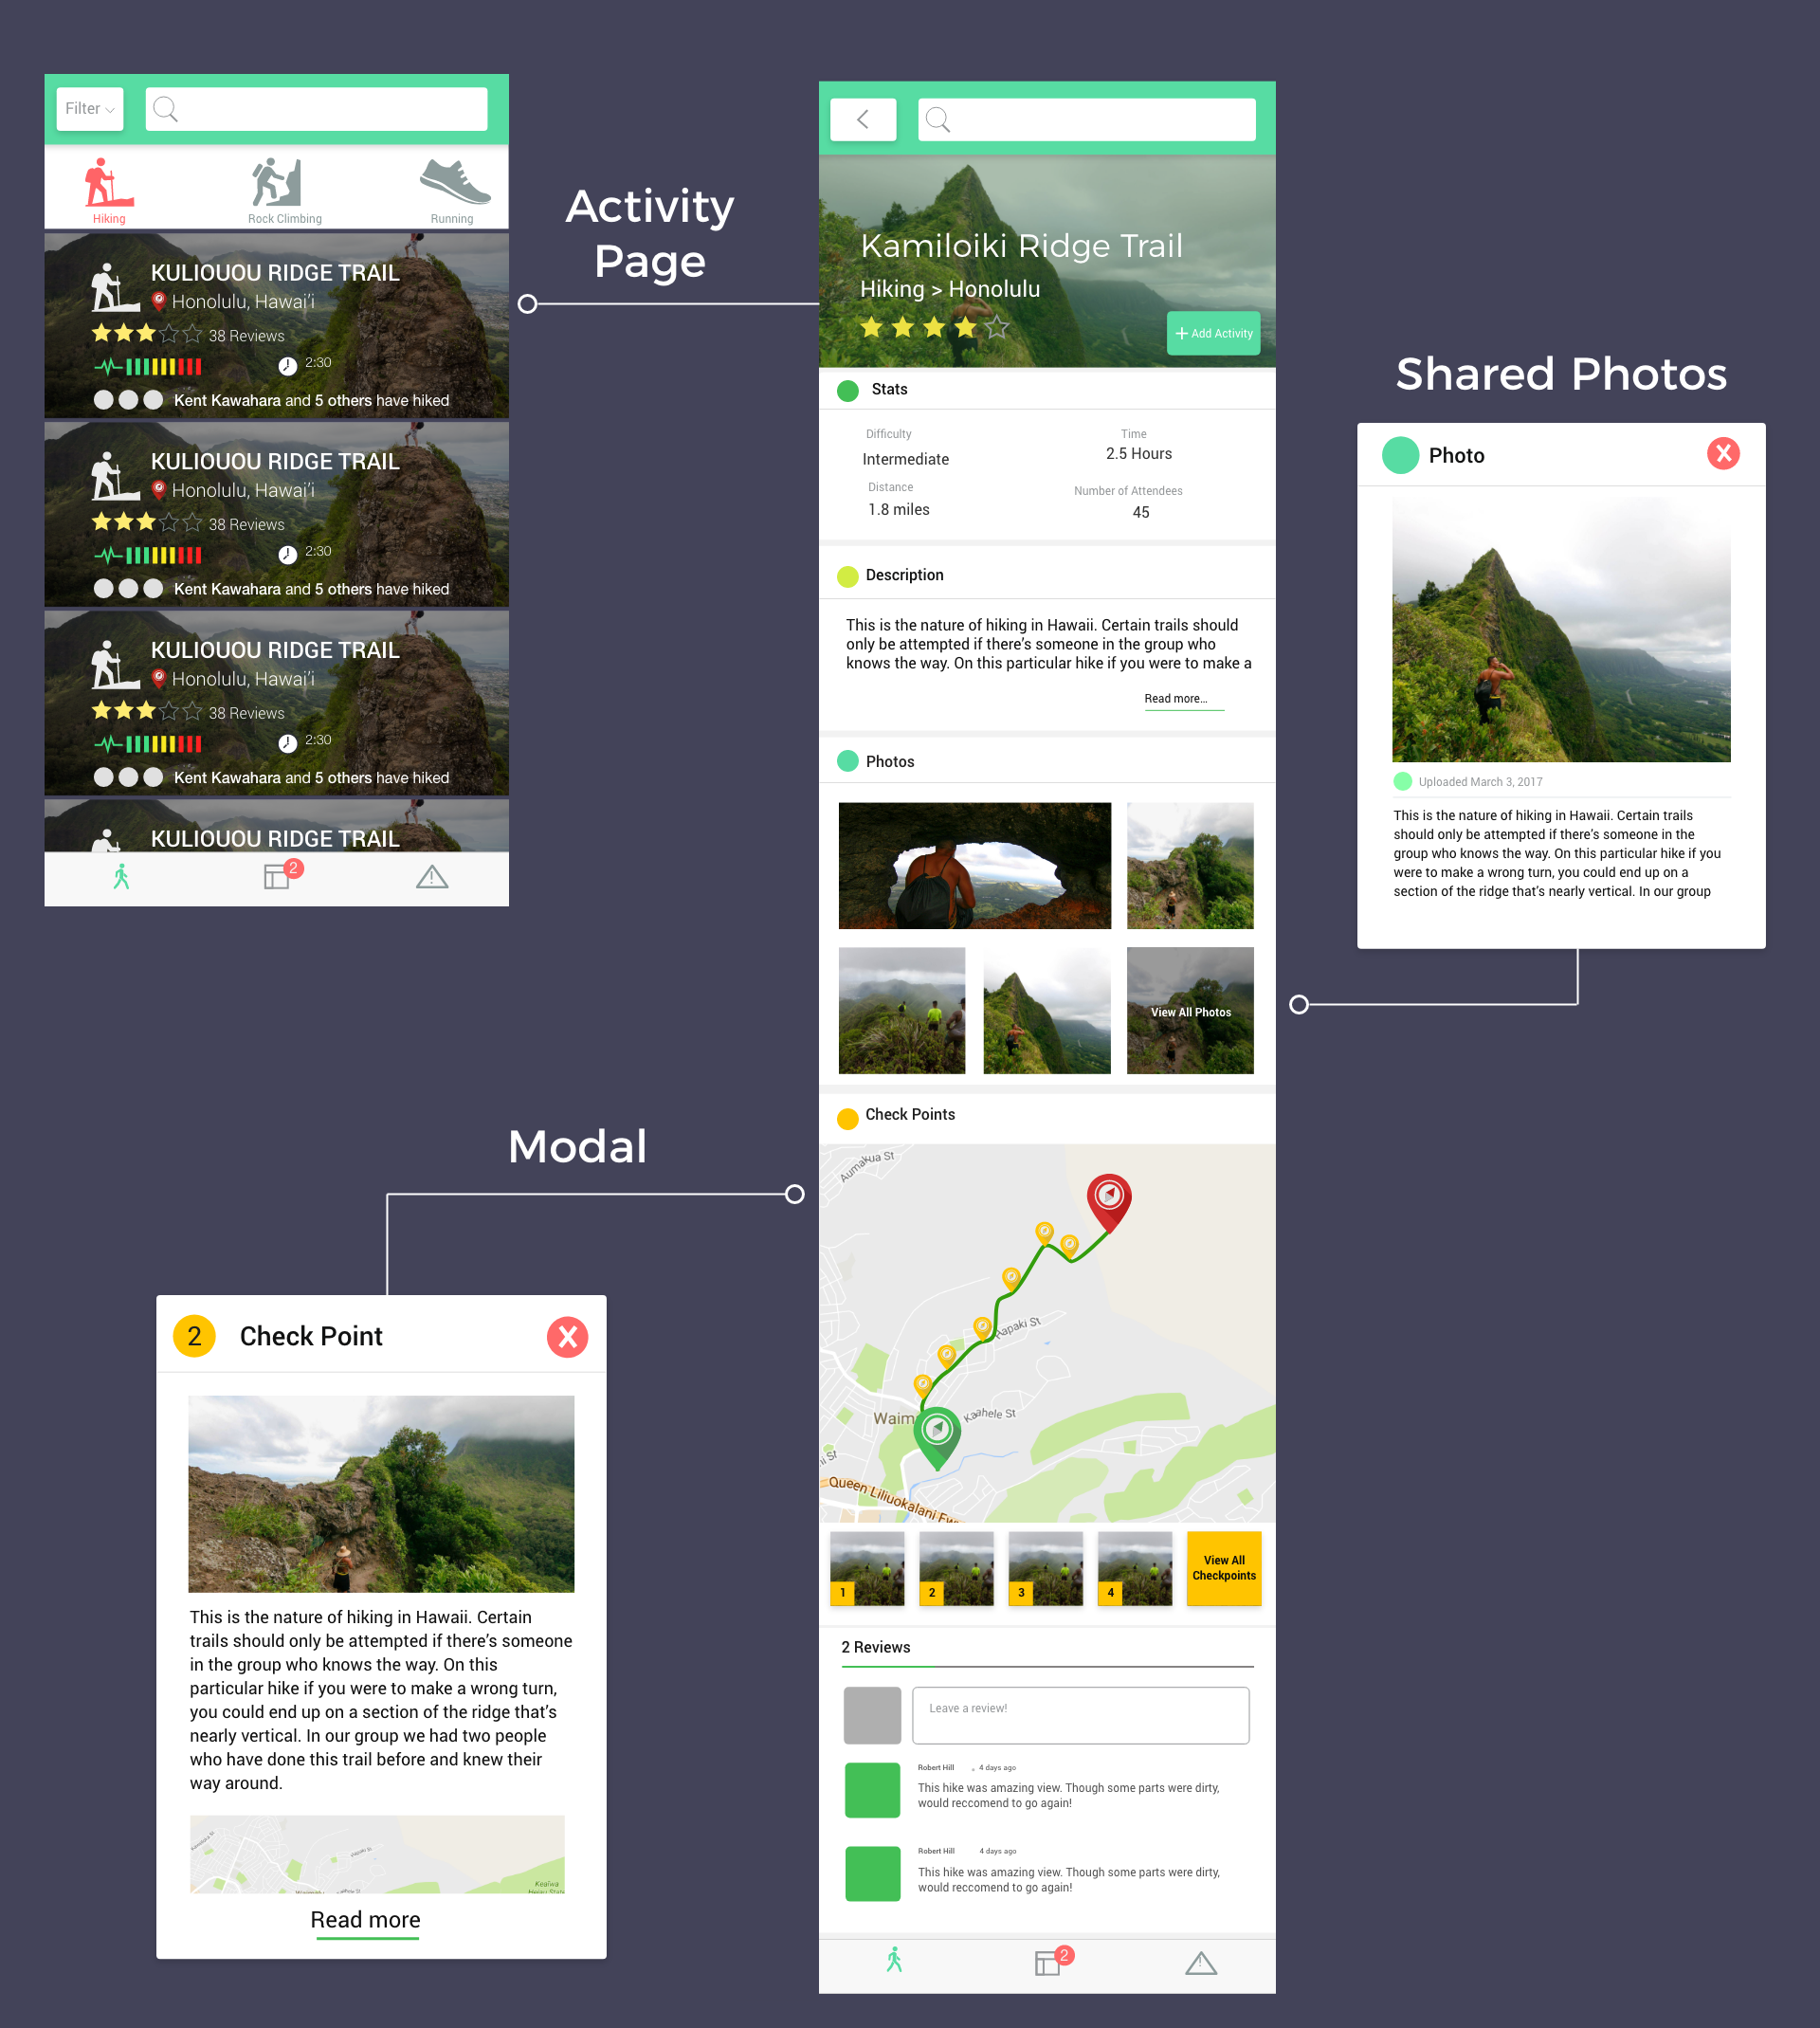 Filter
Hiking
Rock Climbing
Running
KULIOUOU RIDGE TRAIL
Honolulu, Hawai'i
38 Reviews
2:30
Kent Kawahara and 5 others have hiked
KULIOUOU RIDGE TRAIL
Honolulu, Hawai'i
38 Reviews
2:30
Kent Kawahara and 5 others have hiked
KULIOUOU RIDGE TRAIL
Honolulu, Hawai'i
38 Reviews
2:30
Kent Kawahara and 5 others have hiked
KULIOUOU RIDGE TRAIL
2
Activity
Page
Kamiloiki Ridge Trail
Hiking > Honolulu
+ Add Activity
Stats
Difficulty
Intermediate
Time
2.5 Hours
Distance
1.8 miles
Number of Attendees
45
Description
This is the nature of hiking in Hawaii. Certain trails should
only be attempted if there's someone in the group who
knows the way. On this particular hike if you were to make a
Read more...
Photos
View All Photos
Check Points
Aumakua St
Papaki St
Kaahele St
Waim
Queen Liliuokalani Fw
1
2
3
4
View All
Checkpoints
2 Reviews
Leave a review!
Robert Hill
4 days ago
This hike was amazing view. Though some parts were dirty,
would reccomend to go again!
Robert Hill
4 days ago
This hike was amazing view. Though some parts were dirty,
would reccomend to go again!
2
Shared Photos
Photo
X
Uploaded March 3, 2017
This is the nature of hiking in Hawaii. Certain trails
should only be attempted if there's someone in the
group who knows the way. On this particular hike if you
were to make a wrong turn, you could end up on a
section of the ridge that's nearly vertical. In our group
Modal
2
Check Point
X
This is the nature of hiking in Hawaii. Certain
trails should only be attempted if there's someone
in the group who knows the way. On this
particular hike if you were to make a wrong turn,
you could end up on a section of the ridge that's
nearly vertical. In our group we had two people
who have done this trail before and knew their
way around.
Keaiwa
Read more